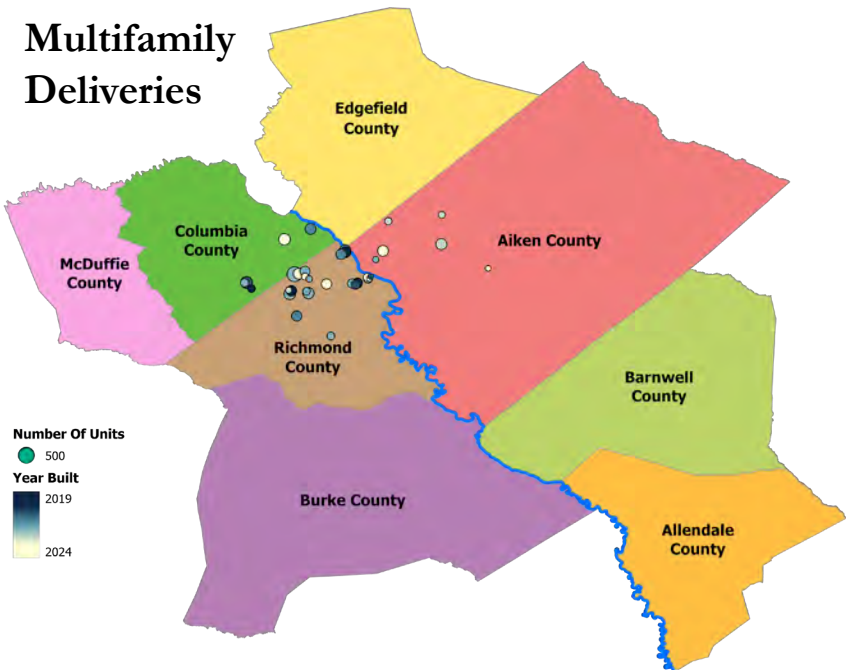 Multifamily
Deliveries
Edgefield
County
Columbia
County
Aiken County
McDuffie
County
Richmond
County
Barnwell
County
Number Of Units
500
Year Built
2019
2024
Burke County
Allendale
County